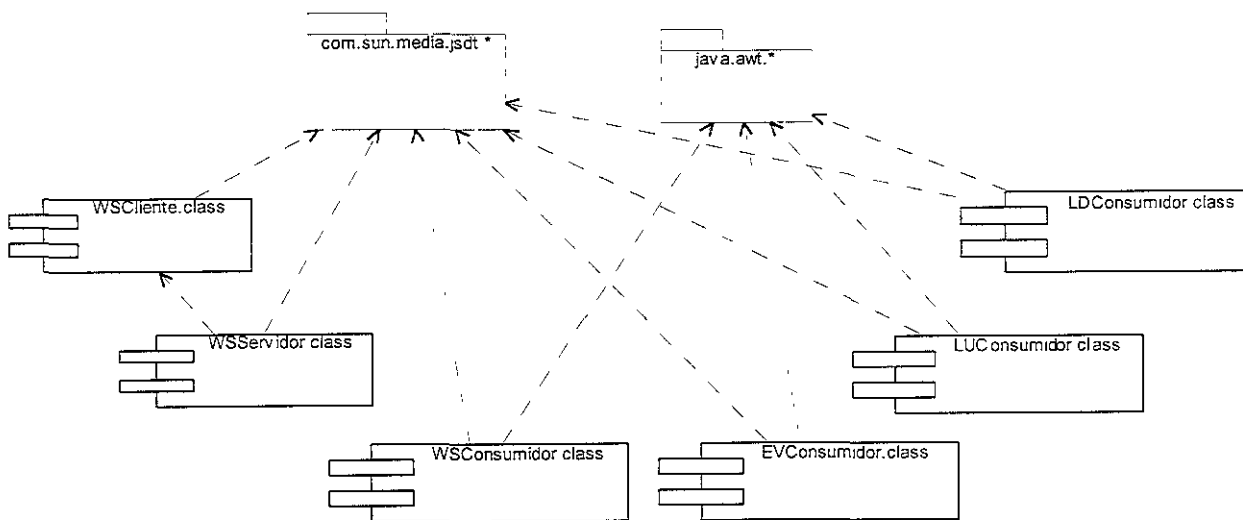 com.sun.media.jsdt *
java.awt.*
WSCliente.class
LDConsumidor class
WSServidor class
LUConsumidor class
WSConsumidor class
EVConsumidor.class